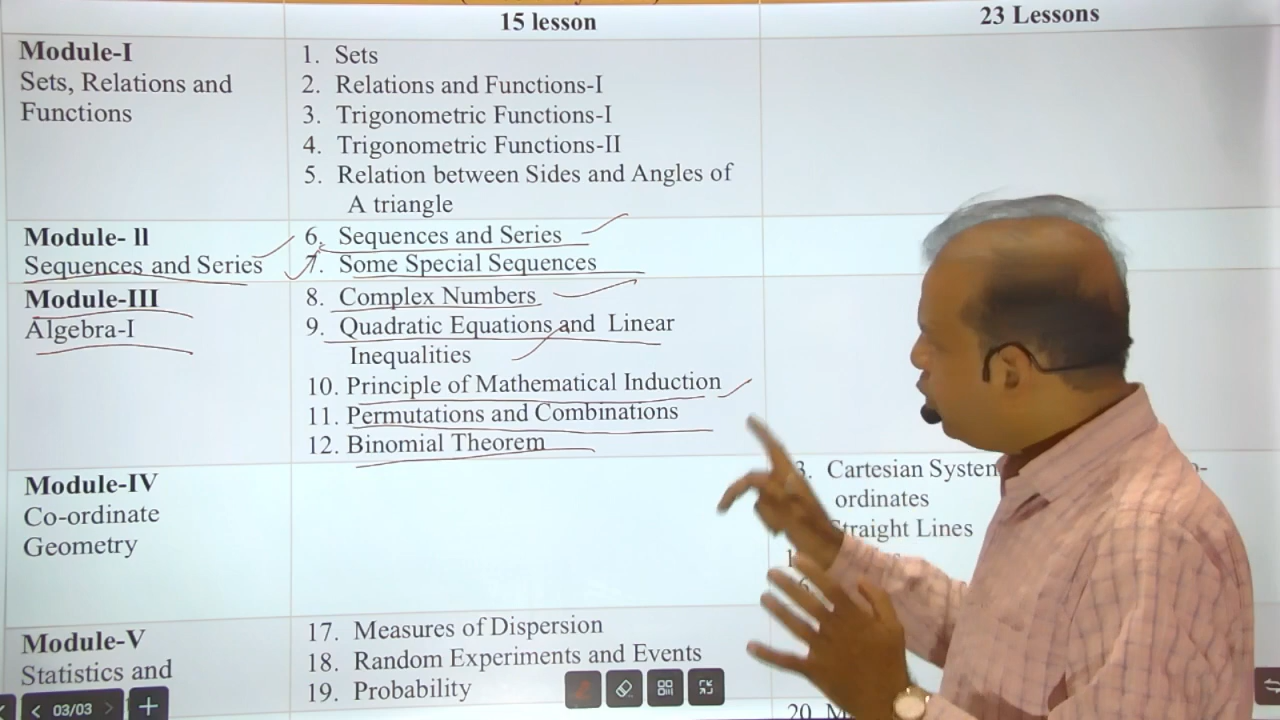 15 lesson
23 Lessons
Module-I
Sets, Relations and
Functions
1. Sets
2. Relations and Functions-I
3. Trigonometric Functions-I
4. Trigonometric Functions-II
5. Relation between Sides and Angles of
A triangle
Module- ll
Sequences and Series
6. Sequences and Series
7. Some Special Sequences
Module-III
Algebra-I
8. Complex Numbers
9. Quadratic Equations and Linear
Inequalities
10. Principle of Mathematical Induction
11. Permutations and Combinations
12. Binomial Theorem
Module-IV
Co-ordinate
Geometry
3. Cartesian System
ordinates
Straight Lines
Module-V
Statistics and
17. Measures of Dispersion
18. Random Experiments and Events
19. Probability
20.
03/03